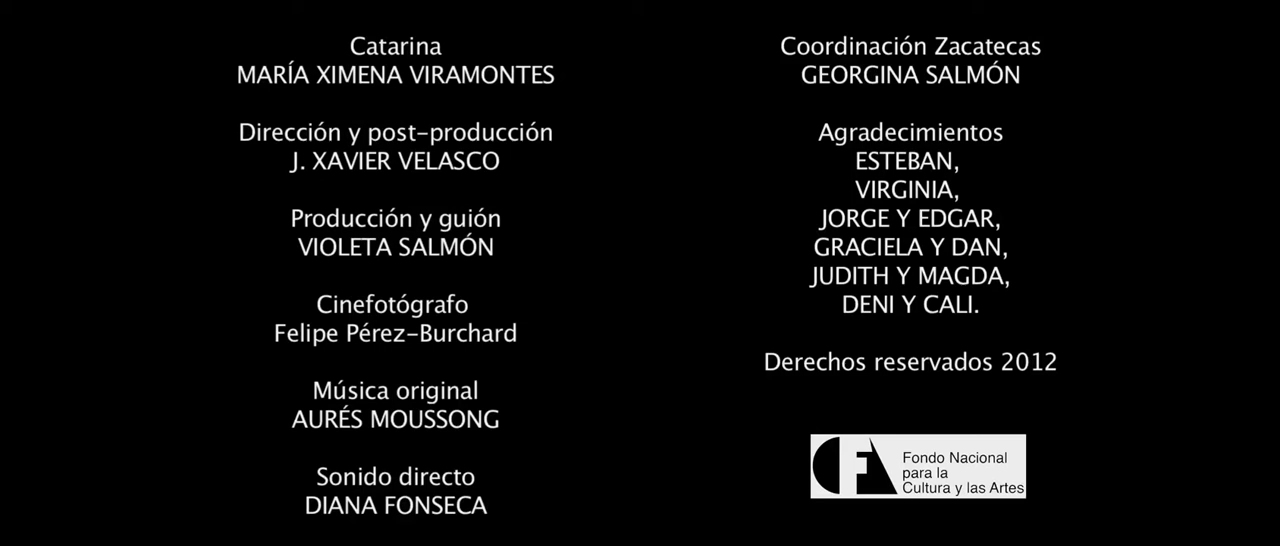 Catarina
MARÍA XIMENA VIRAMONTES
Dirección y post-producción
J. XAVIER VELASCO
Producción y guión
VIOLETA SALMÓN
Cinefotógrafo
Felipe Pérez-Burchard
Música original
AURÉS MOUSSONG
Sonido directo
DIANA FONSECA
Coordinación Zacatecas
GEORGINA SALMÓN
Agradecimientos
ESTEBAN,
VIRGINIA,
JORGE Y EDGAR,
GRACIELA Y DAN,
JUDITH Y MAGDA,
DENI Y CALI.
Derechos reservados 2012
Fondo Nacional
para la
Cultura y las Artes